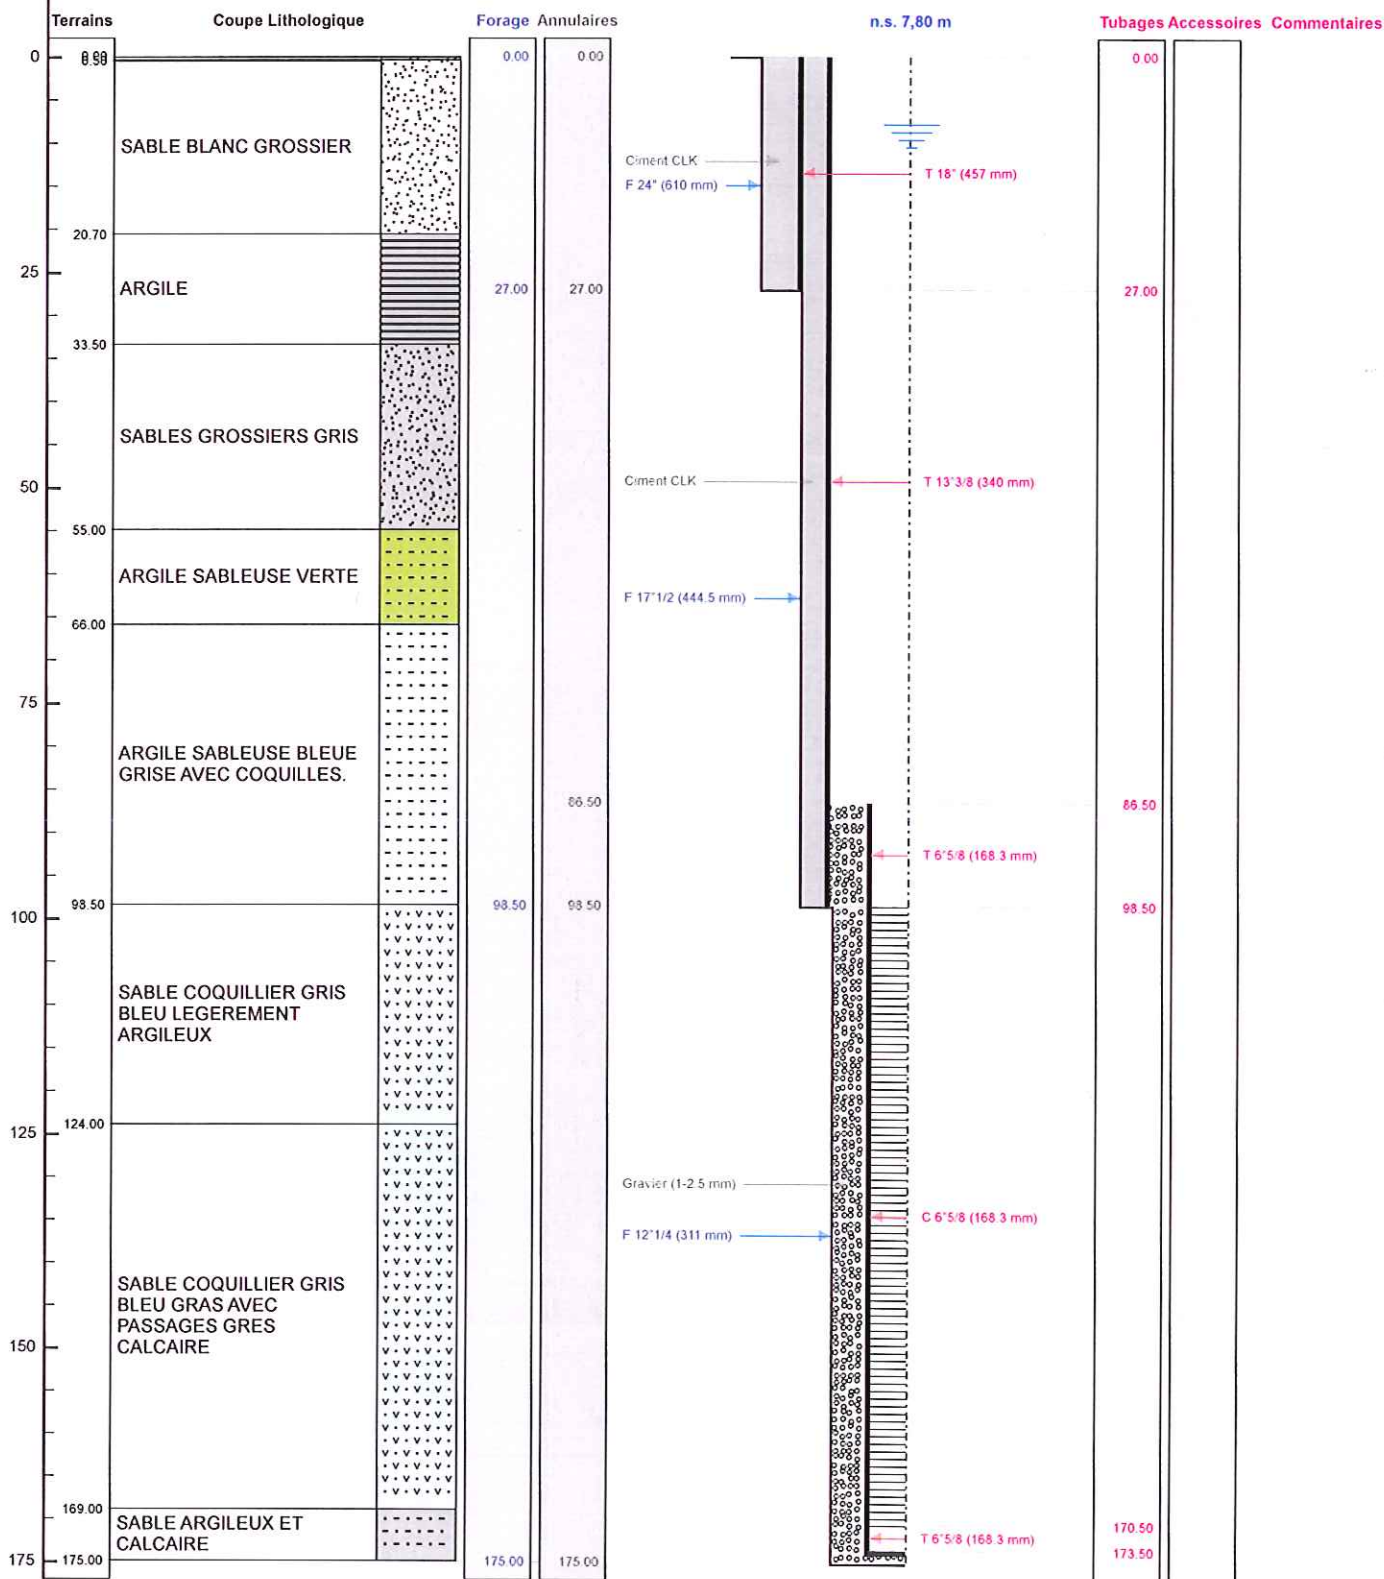 Terrains
Coupe Lithologique
Forage
Annulaires
n.s. 7,80 m
Tubages
Accessoires
Commentaires
0
0.00
0.00
0.00
0.00
SABLE BLANC GROSSIER
Ciment CLK
F 24" (610 mm)
T 18" (457 mm)
20.70
25
ARGILE
27.00
27.00
27.00
33.50
SABLES GROSSIERS GRIS
50
Ciment CLK
T 13"3/8 (340 mm)
55.00
ARGILE SABLEUSE VERTE
F 17"1/2 (444.5 mm)
66.00
75
ARGILE SABLEUSE BLEUE
GRISE AVEC COQUILLES.
86.50
86.50
T 6"5/8 (168.3 mm)
98.50
98.50
98.50
98.50
100
SABLE COQUILLIER GRIS
BLEU LEGEREMENT
ARGILEUX
124.00
125
Gravier (1-2.5 mm)
C 6"5/8 (168.3 mm)
F 12"1/4 (311 mm)
SABLE COQUILLIER GRIS
BLEU GRAS AVEC
PASSAGES GRES
CALCAIRE
150
169.00
SABLE ARGILEUX ET
CALCAIRE
170.50
T 6"5/8 (168.3 mm)
173.50
175
175.00
175.00
175.00